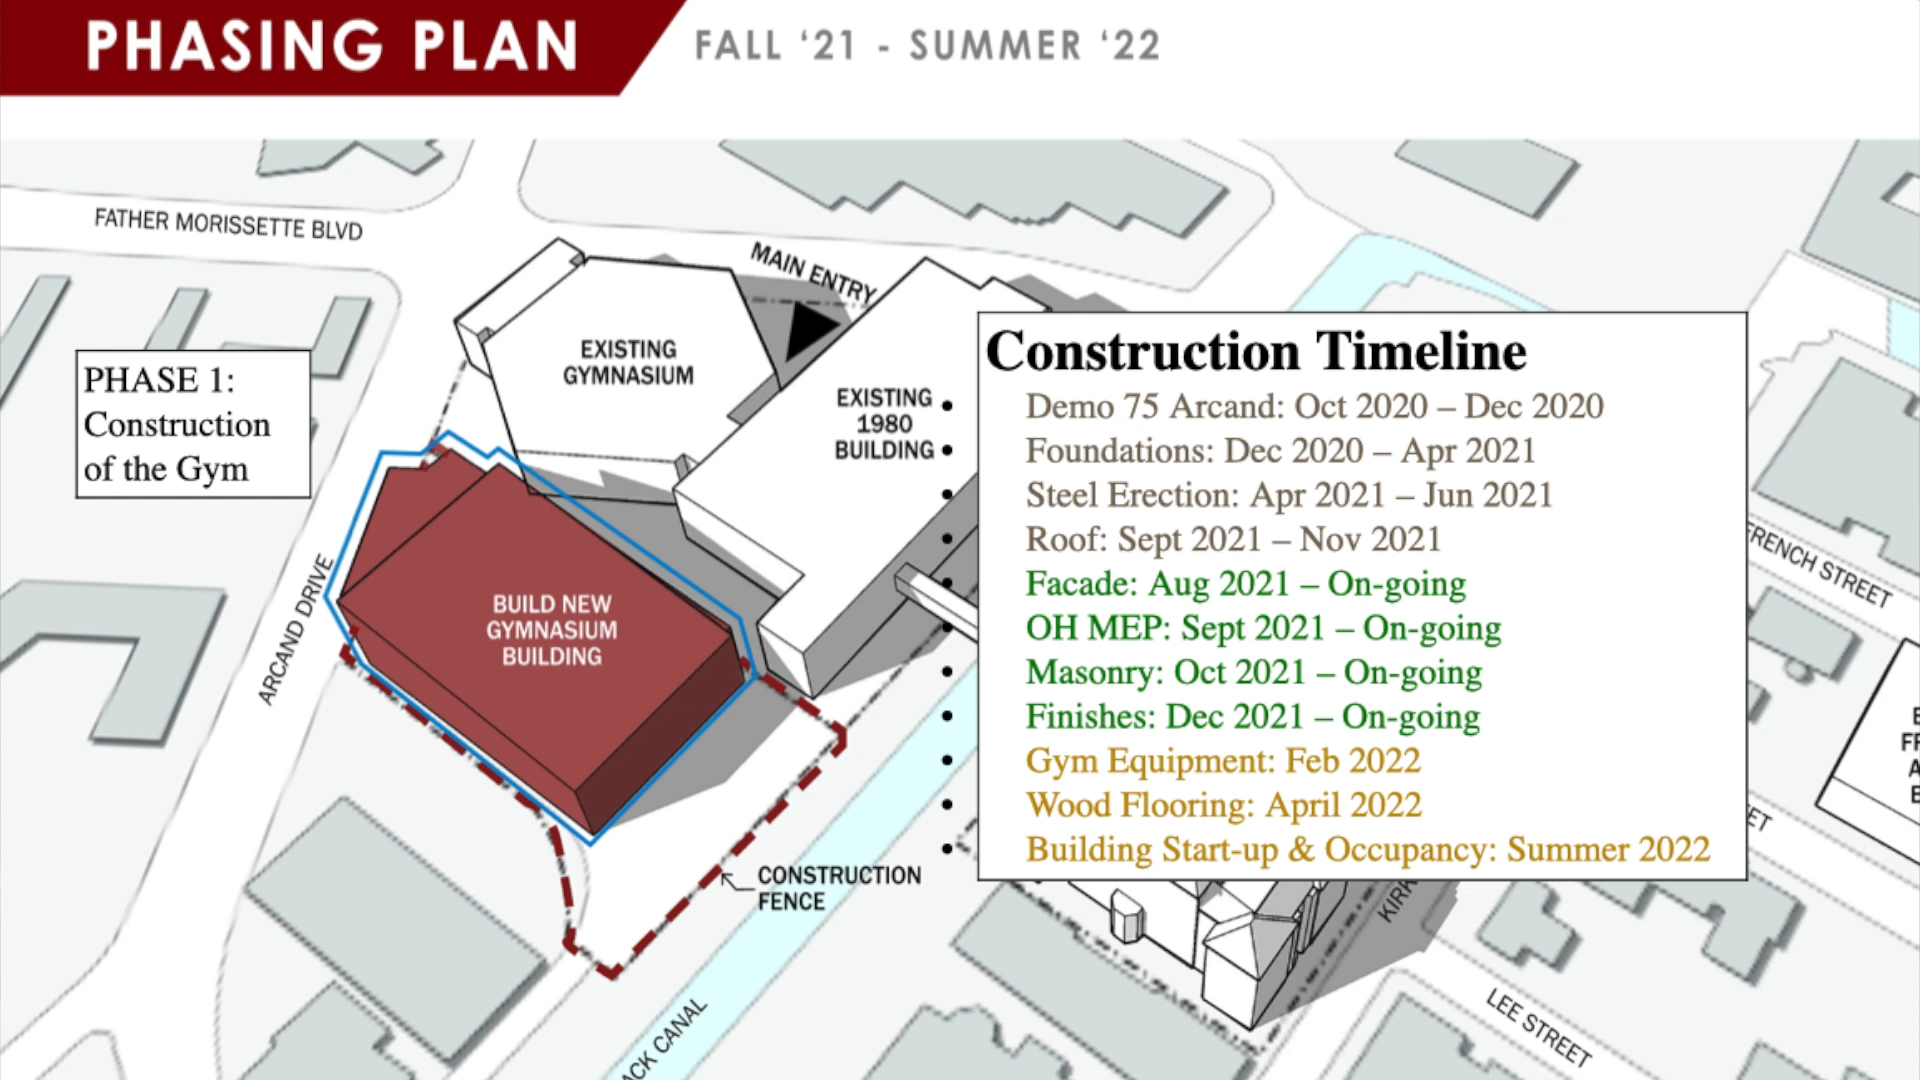 PHASING PLAN
FALL ‘21 - SUMMER ‘22
FATHER MORISSETTE BLVD
MAIN ENTRY
EXISTING
GYMNASIUM
PHASE 1:
Construction
of the Gym
EXISTING
1980
BUILDING
Construction Timeline
• Demo 75 Arcand: Oct 2020 – Dec 2020
• Foundations: Dec 2020 – Apr 2021
• Steel Erection: Apr 2021 – Jun 2021
• Roof: Sept 2021 – Nov 2021
• Facade: Aug 2021 – On-going
• OH MEP: Sept 2021 – On-going
• Masonry: Oct 2021 – On-going
• Finishes: Dec 2021 – On-going
• Gym Equipment: Feb 2022
• Wood Flooring: April 2022
• Building Start-up & Occupancy: Summer 2022
ARCAND DRIVE
BUILD NEW
GYMNASIUM
BUILDING
FRENCH STREET
CONSTRUCTION
FENCE
KIRK
LEE STREET
ACK CANAL